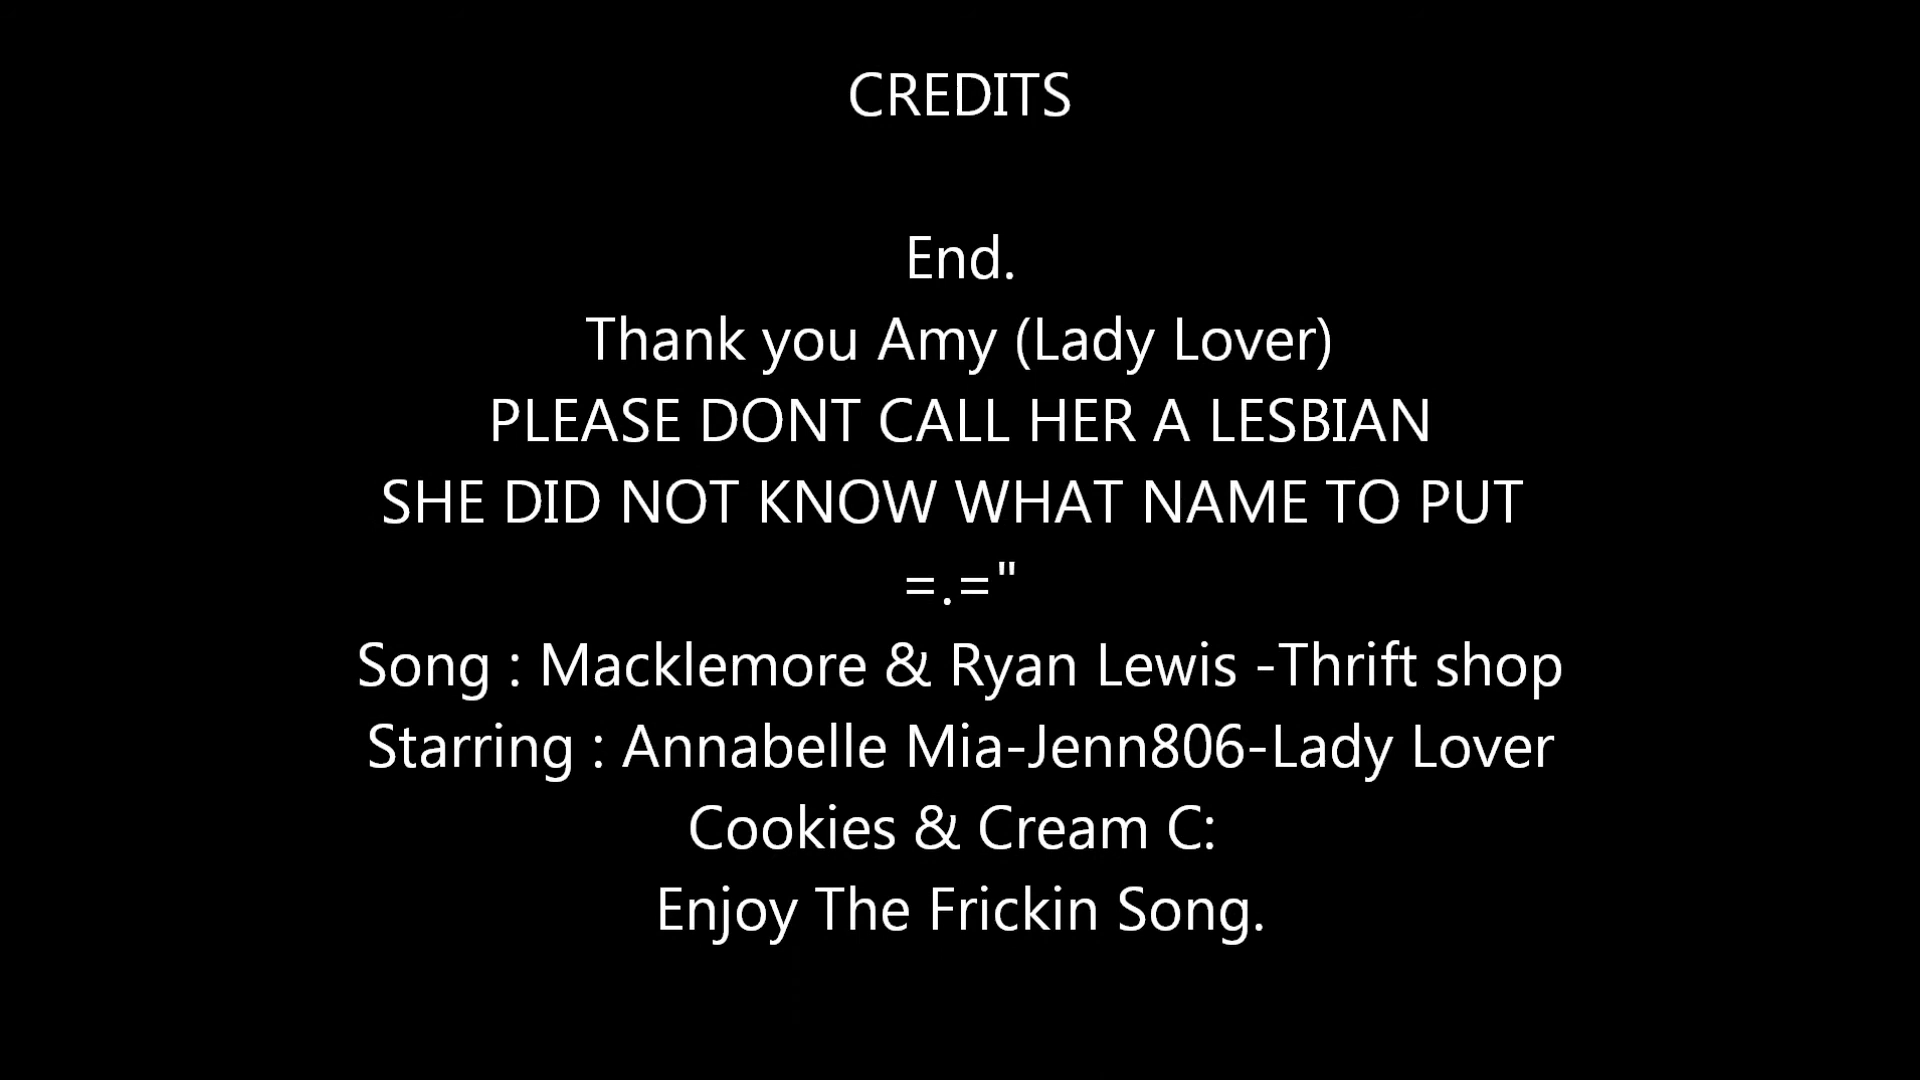 CREDITS
End.
Thank you Amy (Lady Lover)
PLEASE DONT CALL HER A LESBIAN
SHE DID NOT KNOW WHAT NAME TO PUT
=.="
Song : Macklemore & Ryan Lewis -Thrift shop
Starring : Annabelle Mia-Jenn806-Lady Lover
Cookies & Cream C:
Enjoy The Frickin Song.